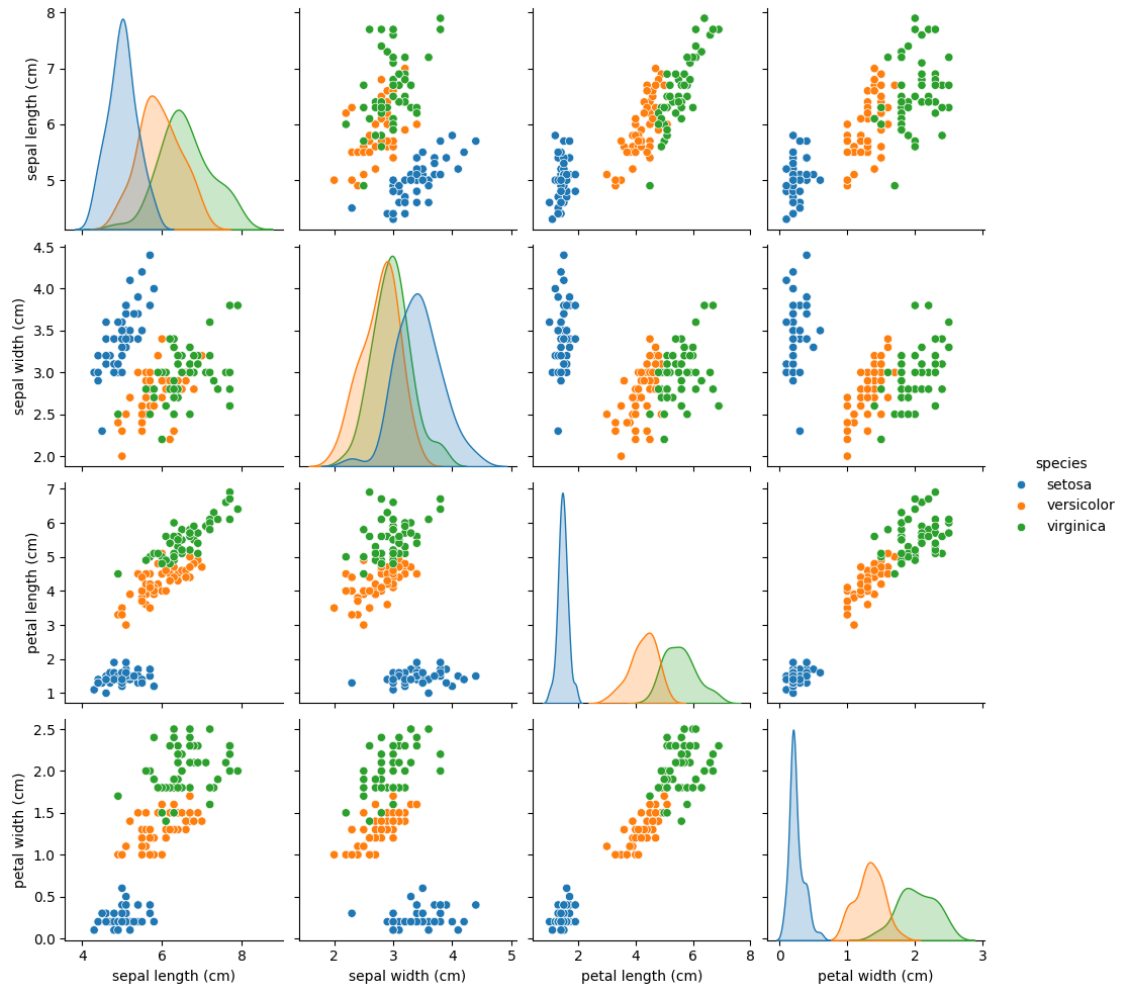 8
7
6
5
sepal length (cm)
4.5
4.0
3.5
3.0
2.5
2.0
sepal width (cm)
species
setosa
versicolor
virginica
7
6
5
4
3
2
1
petal length (cm)
2.5
2.0
1.5
1.0
0.5
0.0
petal width (cm)
4 6 8
2 3 4 5
2 4 6 8
0 1 2 3
sepal length (cm)
sepal width (cm)
petal length (cm)
petal width (cm)